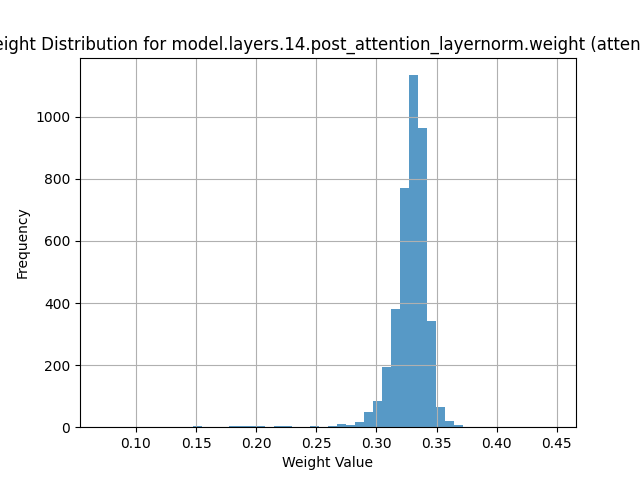 eight Distribution for model.layers.14.post_attention_layernorm.weight (atten
1000
800
600
400
200
0
Frequency
0.10 0.15 0.20 0.25 0.30 0.35 0.40 0.45
Weight Value